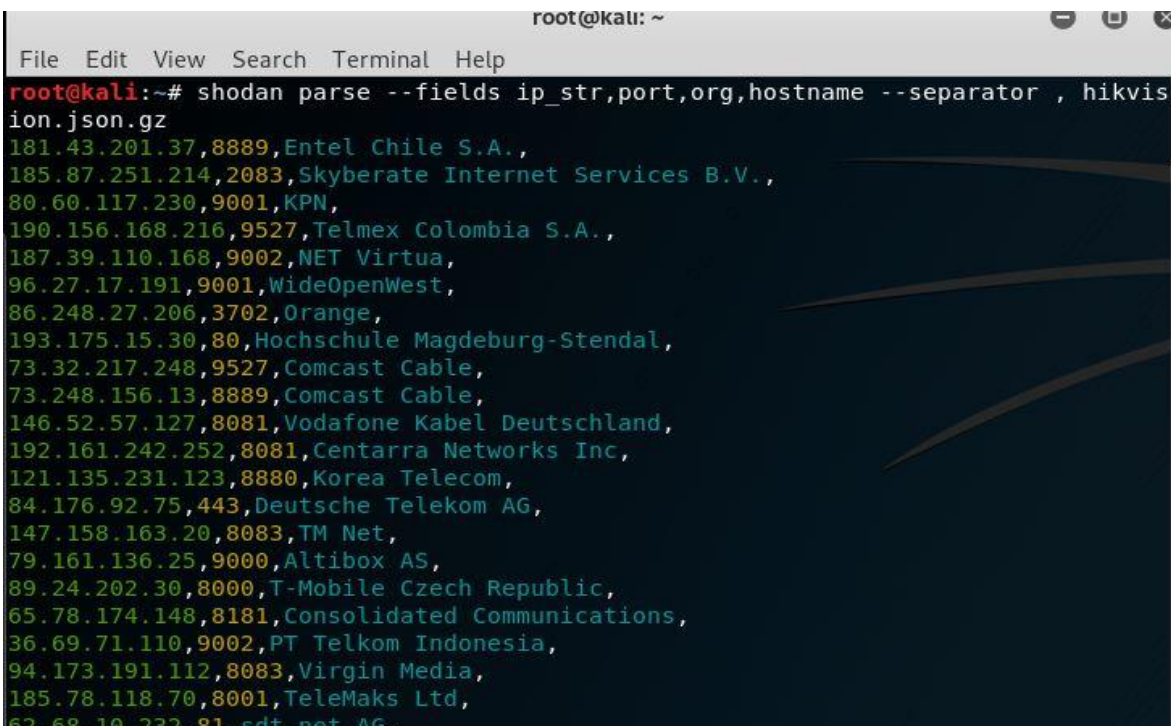 root@kali: ~
File Edit View Search Terminal Help
root@kali:~# shodan parse --fields ip_str,port,org,hostname --separator , hikvis
ion.json.gz
181.43.201.37,8889,Entel Chile S.A.,
185.87.251.214,2083,Skyberate Internet Services B.V.,
80.60.117.230,9001,KPN,
190.156.168.216,9527,Telmex Colombia S.A.,
187.39.110.168,9002,NET Virtua,
96.27.17.191,9001,WideOpenWest,
86.248.27.206,3702,Orange,
193.175.15.30,80,Hochschule Magdeburg-Stendal,
73.32.217.248,9527,Comcast Cable,
73.248.156.13,8889,Comcast Cable,
146.52.57.127,8081,Vodafone Kabel Deutschland,
192.161.242.252,8081,Centarra Networks Inc,
121.135.231.123,8880,Korea Telecom,
84.176.92.75,443,Deutsche Telekom AG,
147.158.163.20,8083,TM Net,
79.161.136.25,9000,Altibox AS,
89.24.202.30,8000,T-Mobile Czech Republic,
65.78.174.148,8181,Consolidated Communications,
36.69.71.110,9002,PT Telkom Indonesia,
94.173.191.112,8083,Virgin Media,
185.78.118.70,8001,TeleMaks Ltd,
62.68.10.232,81,sdt.net AG,